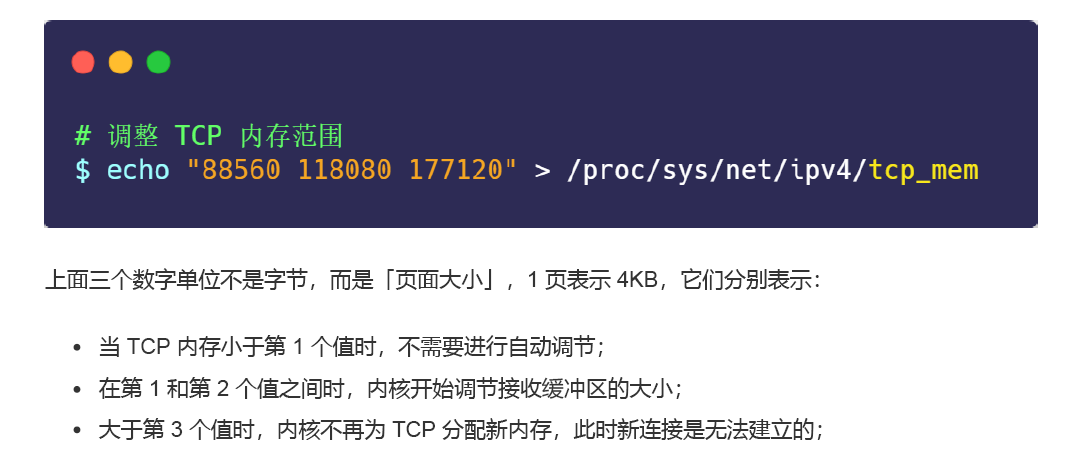 # 调整 TCP 内存范围
$ echo "88560 118080 177120" > /proc/sys/net/ipv4/tcp_mem
上面三个数字单位不是字节，而是「页面大小」，1 页表示 4KB，它们分别表示：
• 当 TCP 内存小于第 1 个值时，不需要进行自动调节；
• 在第 1 和第 2 个值之间时，内核开始调节接收缓冲区的大小；
• 大于第 3 个值时，内核不再为 TCP 分配新内存，此时新连接是无法建立的；